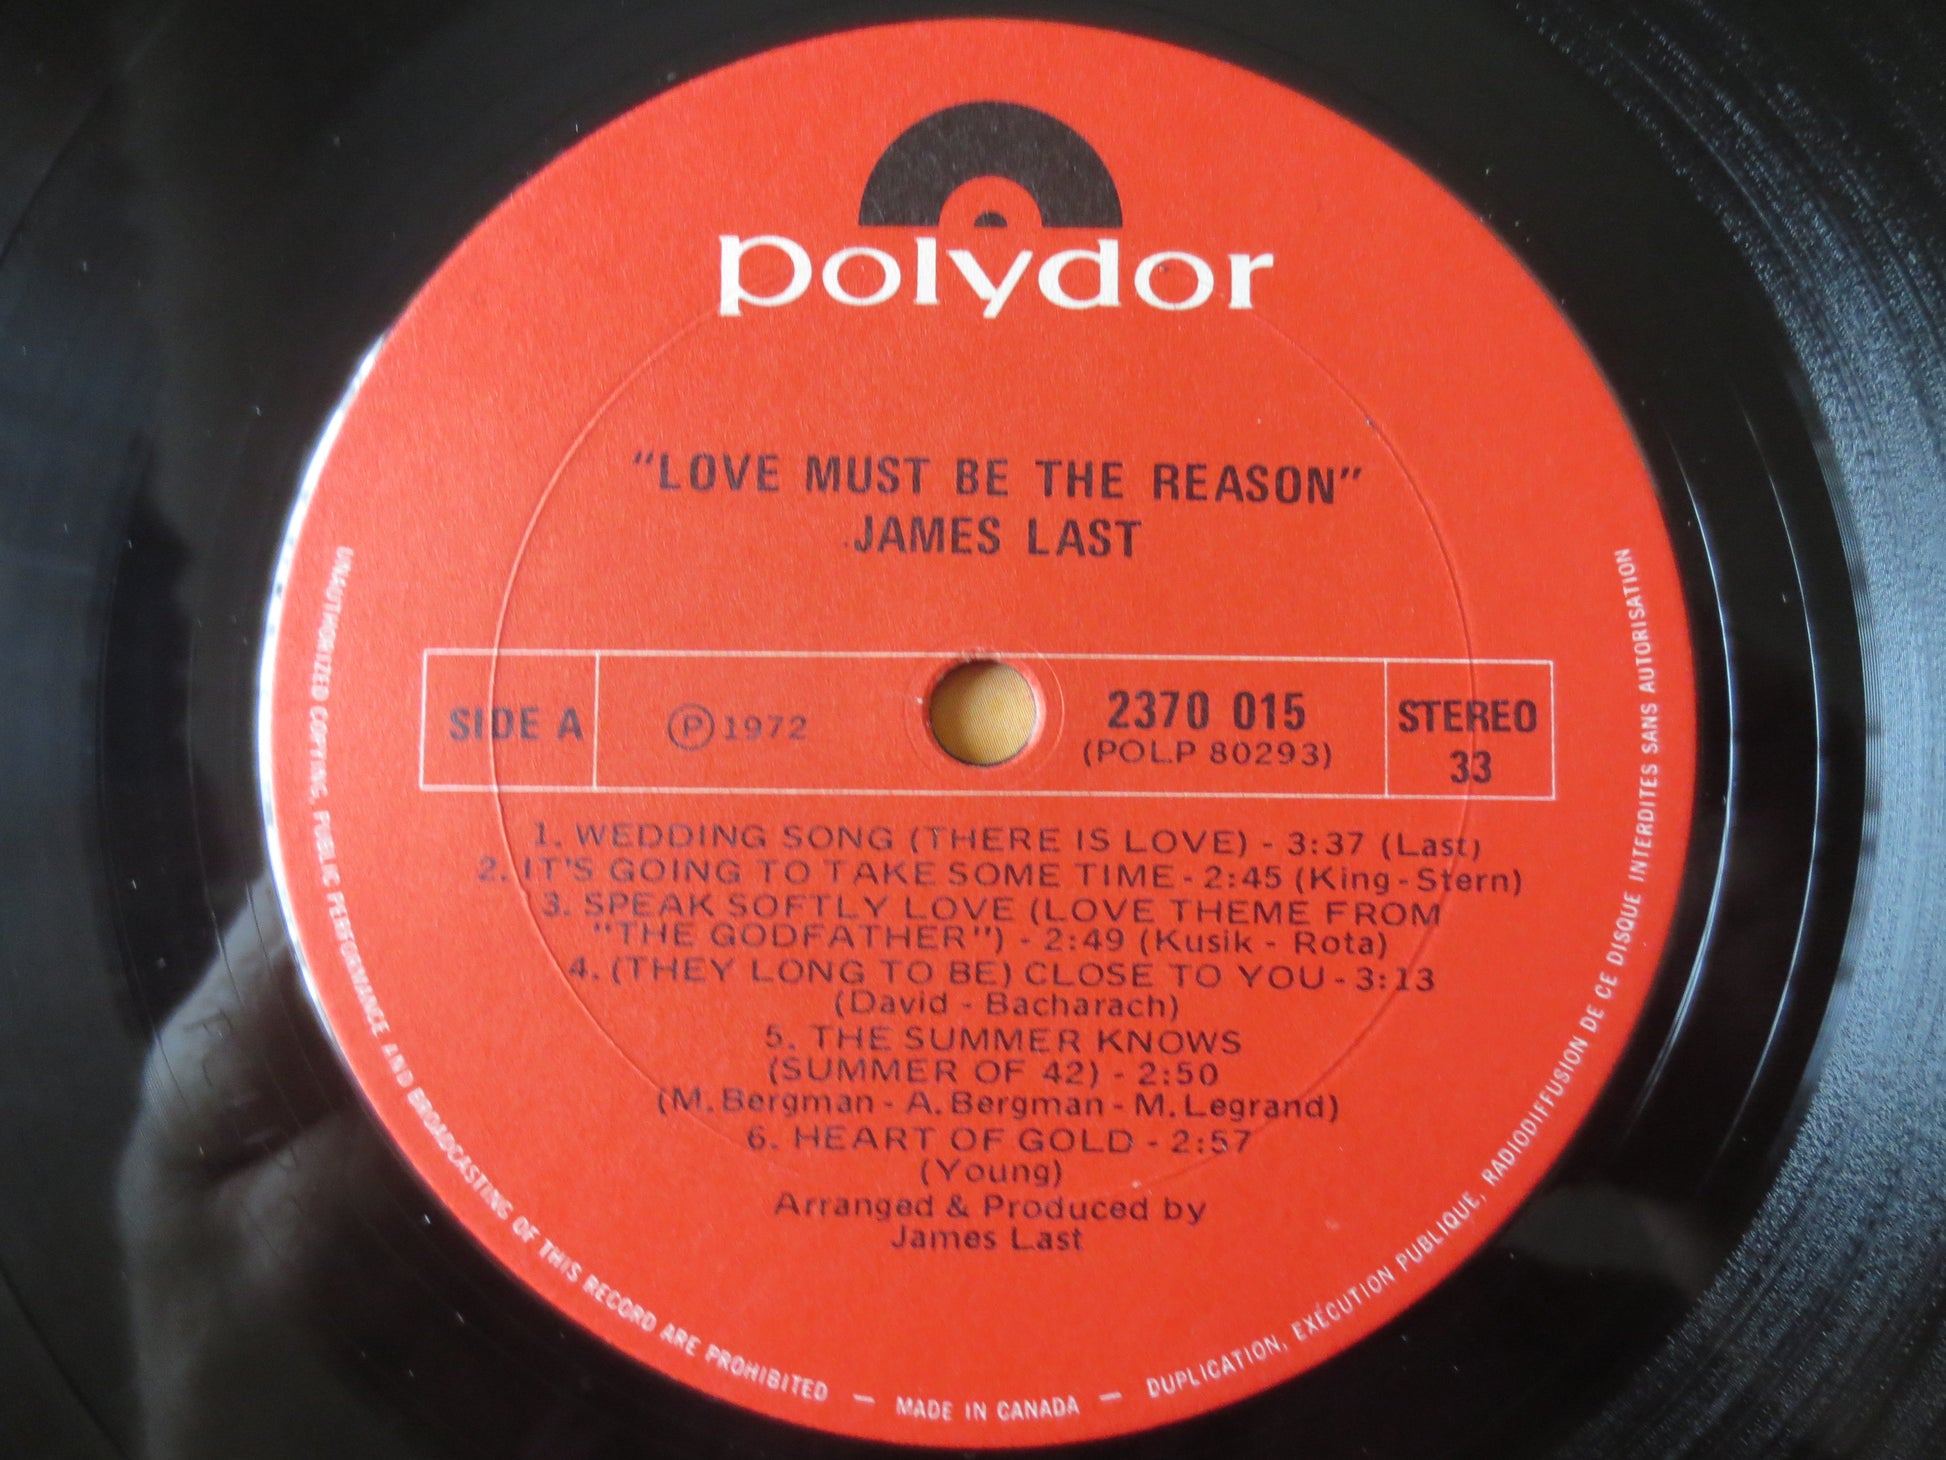 polydor
"LOVE MUST BE THE REASON"
JAMES LAST
SIDE A
Ⓟ 1972
2370 015
(POLP 80293)
STEREO
33
1. WEDDING SONG (THERE IS LOVE) - 3:37 (Last)
2. IT'S GOING TO TAKE SOME TIME - 2:45 (King - Stern)
3. SPEAK SOFTLY LOVE (LOVE THEME FROM
"THE GODFATHER") - 2:49 (Kusik - Rota)
4. (THEY LONG TO BE) CLOSE TO YOU - 3:13
(David - Bacharach)
5. THE SUMMER KNOWS
(SUMMER OF 42) - 2:50
(M. Bergman - A. Bergman - M. Legrand)
6. HEART OF GOLD - 2:57
(Young)
Arranged & Produced by
James Last
UNAUTHORIZED COPYING, PUBLIC PERFORMANCE AND BROADCASTING OF THIS RECORD ARE PROHIBITED — MADE IN CANADA — DUPLICATION, EXÉCUTION PUBLIQUE, RADIODIFFUSION DE CE DISQUE INTERDITES SANS AUTORISATION